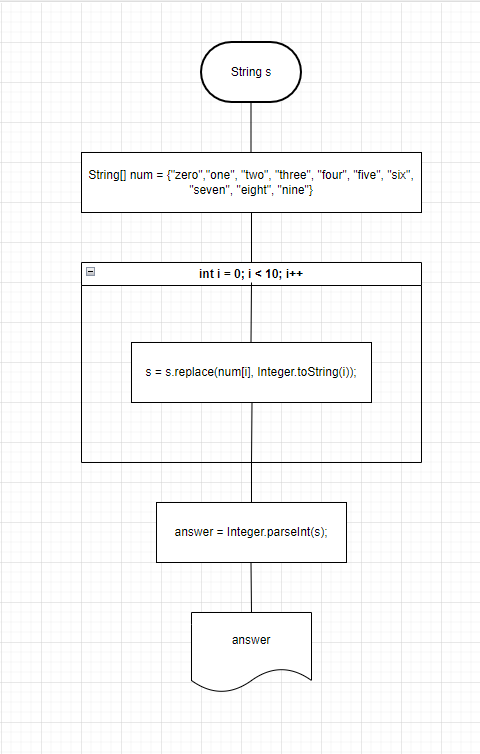 String s
String[] num = {"zero","one", "two", "three", "four", "five", "six",
"seven", "eight", "nine"}
int i = 0; i < 10; i++
s = s.replace(num[i], Integer.toString(i));
answer = Integer.parseInt(s);
answer